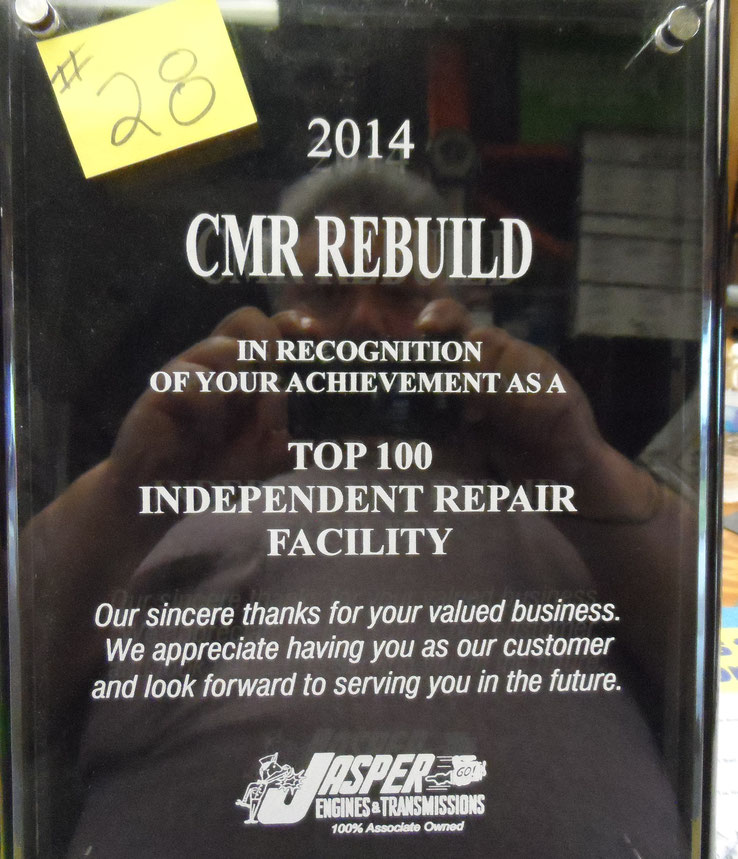 # 28
2014
CMR REBUILD
IN RECOGNITION
OF YOUR ACHIEVEMENT AS A
TOP 100
INDEPENDENT REPAIR
FACILITY
Our sincere thanks for your valued business.
We appreciate having you as our customer
and look forward to serving you in the future.
JASPER GO!
ENGINES & TRANSMISSIONS
100% Associate Owned